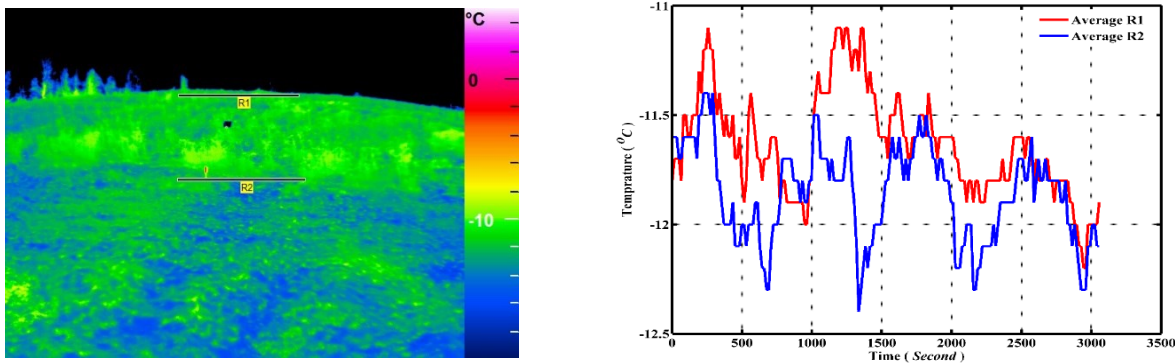 °C
0
-10
R1
R2
Average R1
Average R2
-11
-11.5
-12
-12.5
Temprature ( °C )
0 500 1000 1500 2000 2500 3000 3500
Time ( Second )